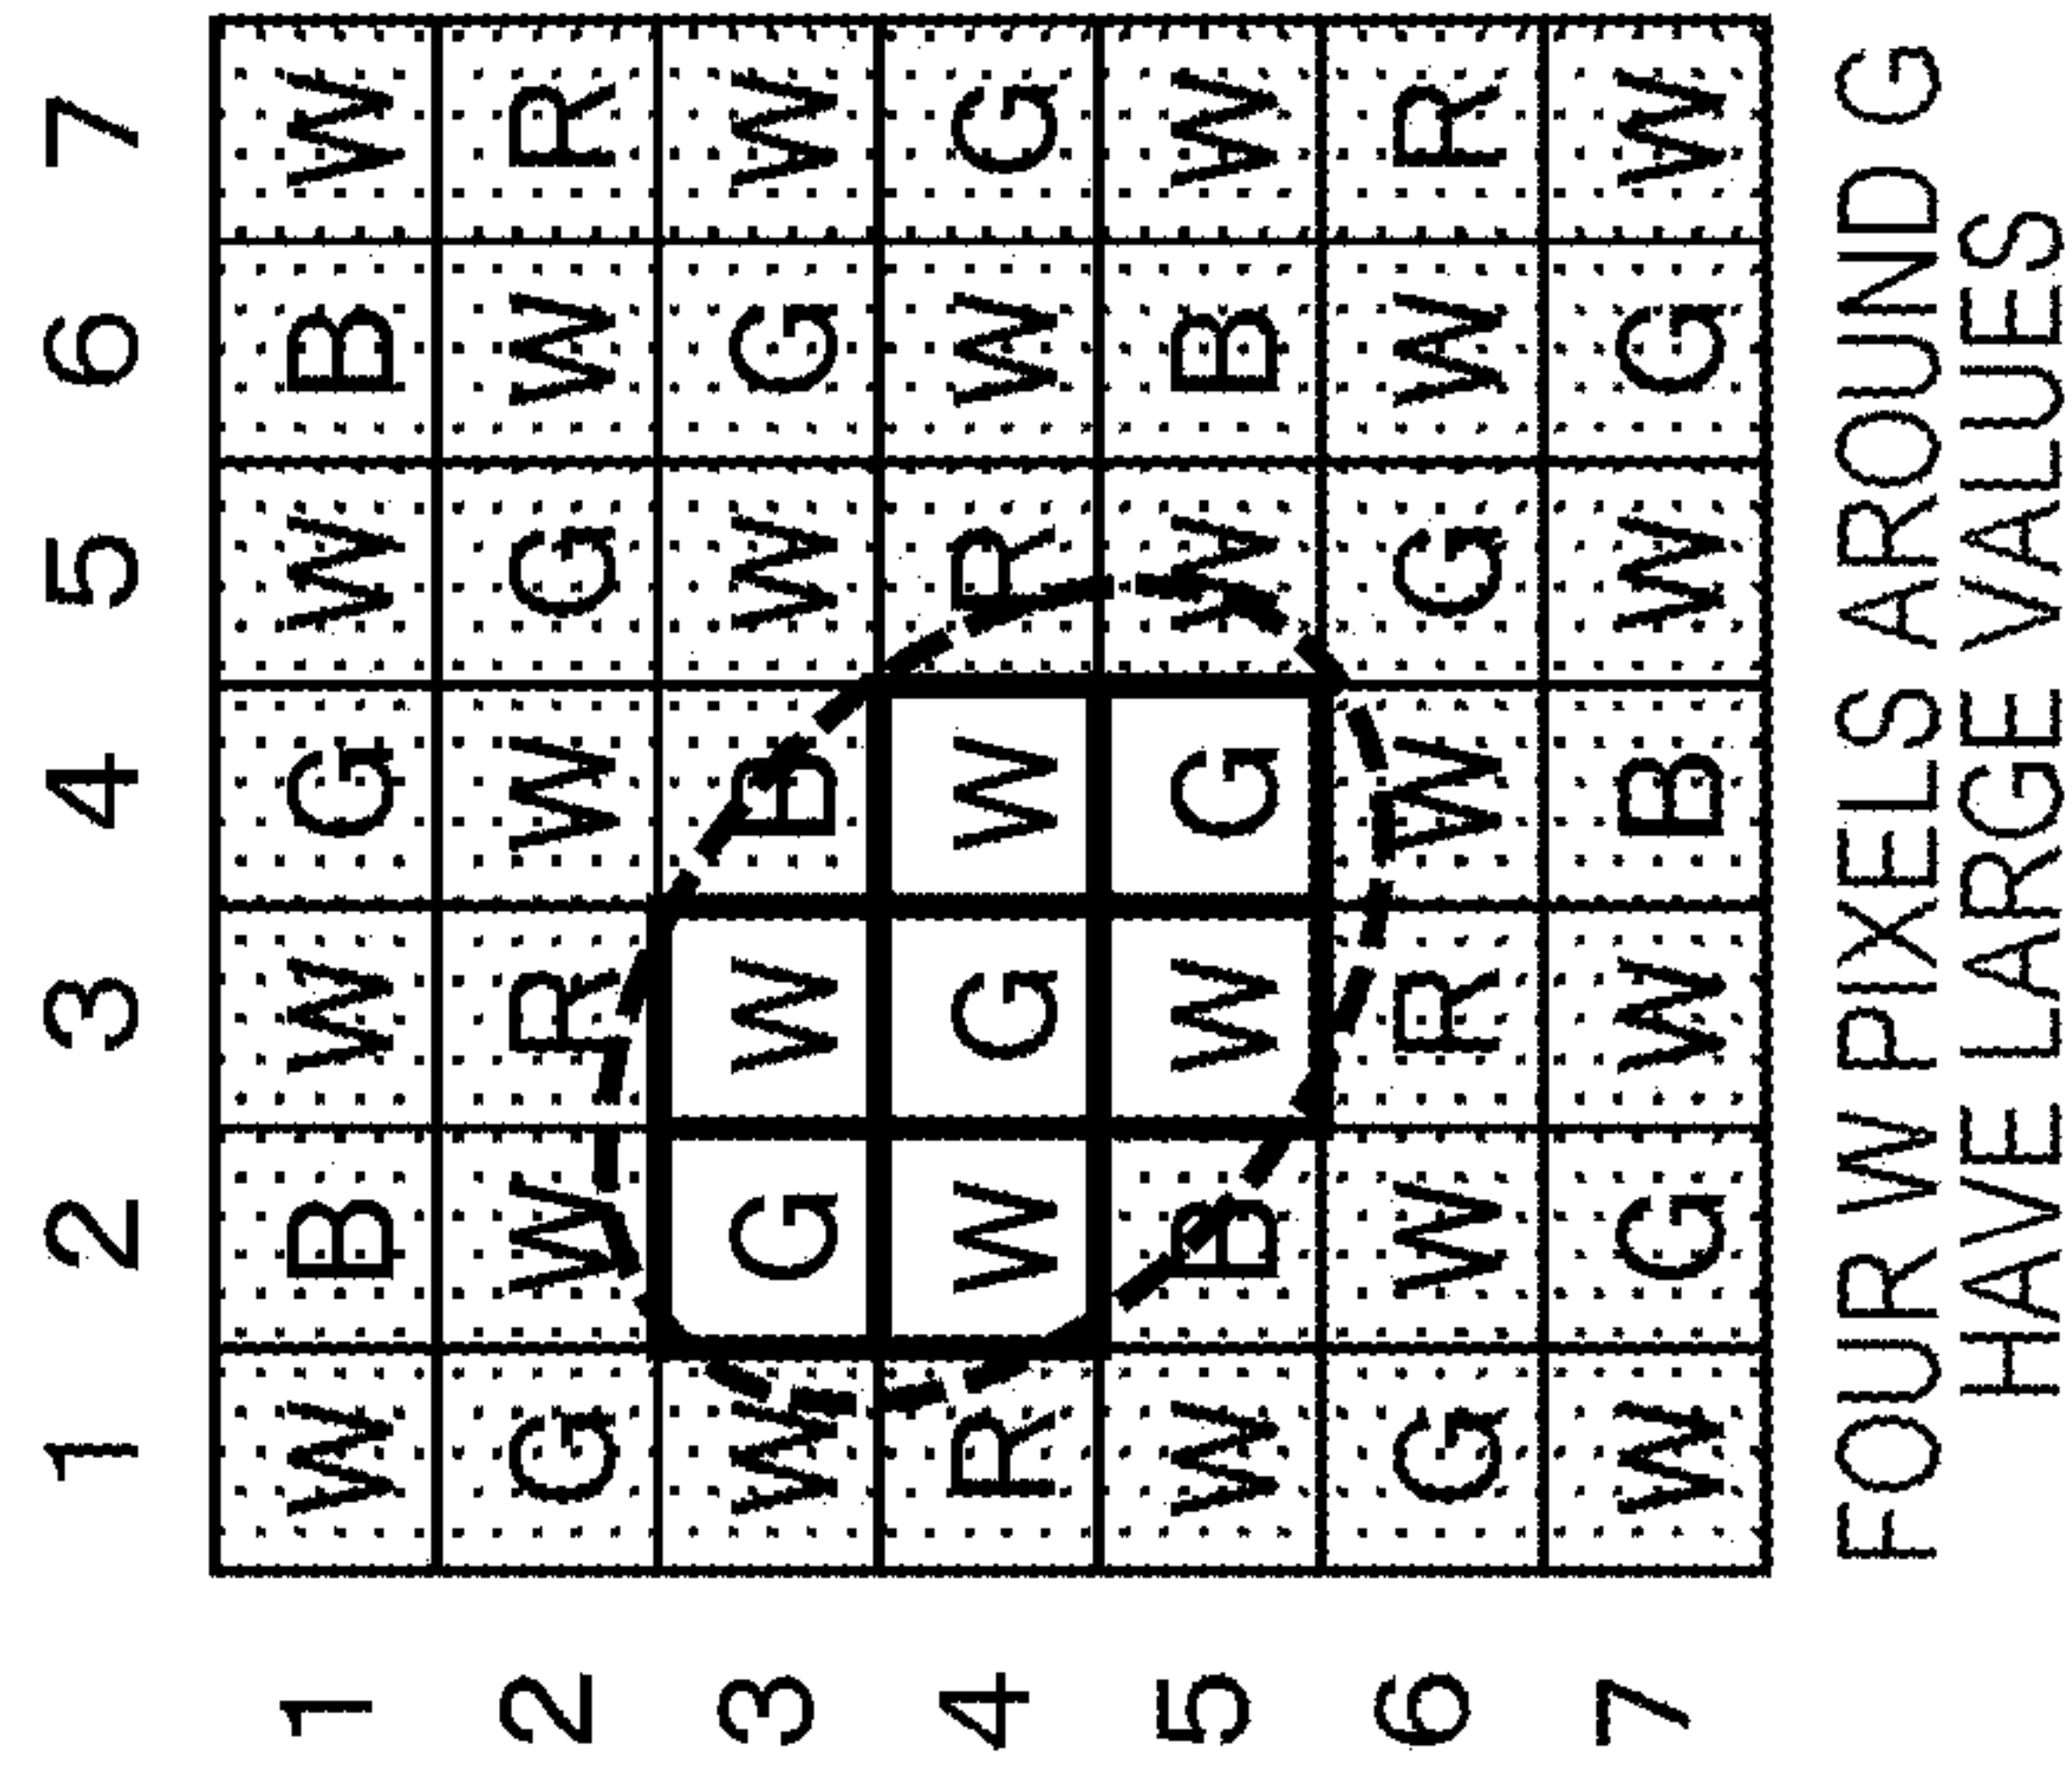 1 2 3 4 5 6 7
1 W B W G W B W
2 G W R W G W R
3 W G W B W G W
4 R W G W R W G
5 W B W G W B W
6 G W R W G W R
7 W G W B W G W
FOUR W PIXELS AROUND G
HAVE LARGE VALUES